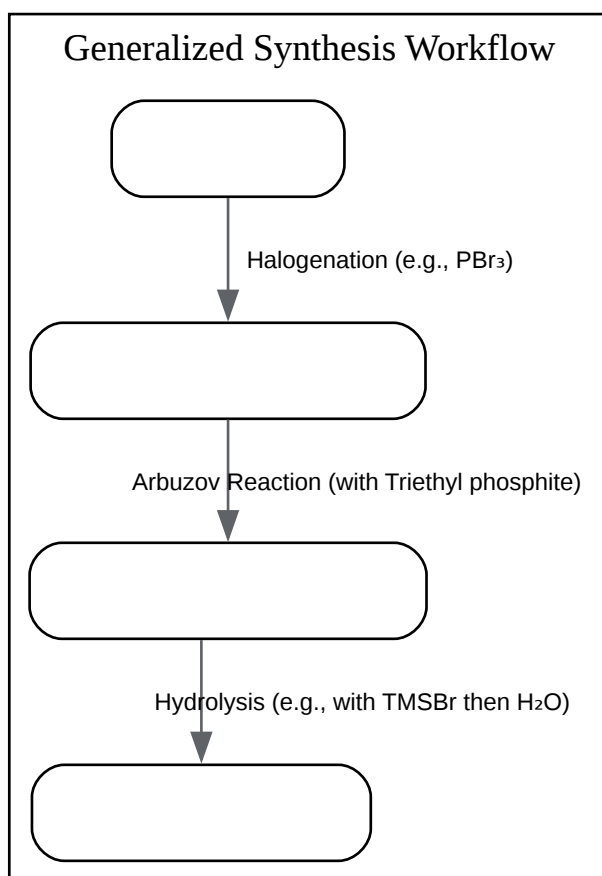 Generalized Synthesis Workflow
Halogenation (e.g., PBr₃)
Arbuzov Reaction (with Triethyl phosphite)
Hydrolysis (e.g., with TMSBr then H₂O)